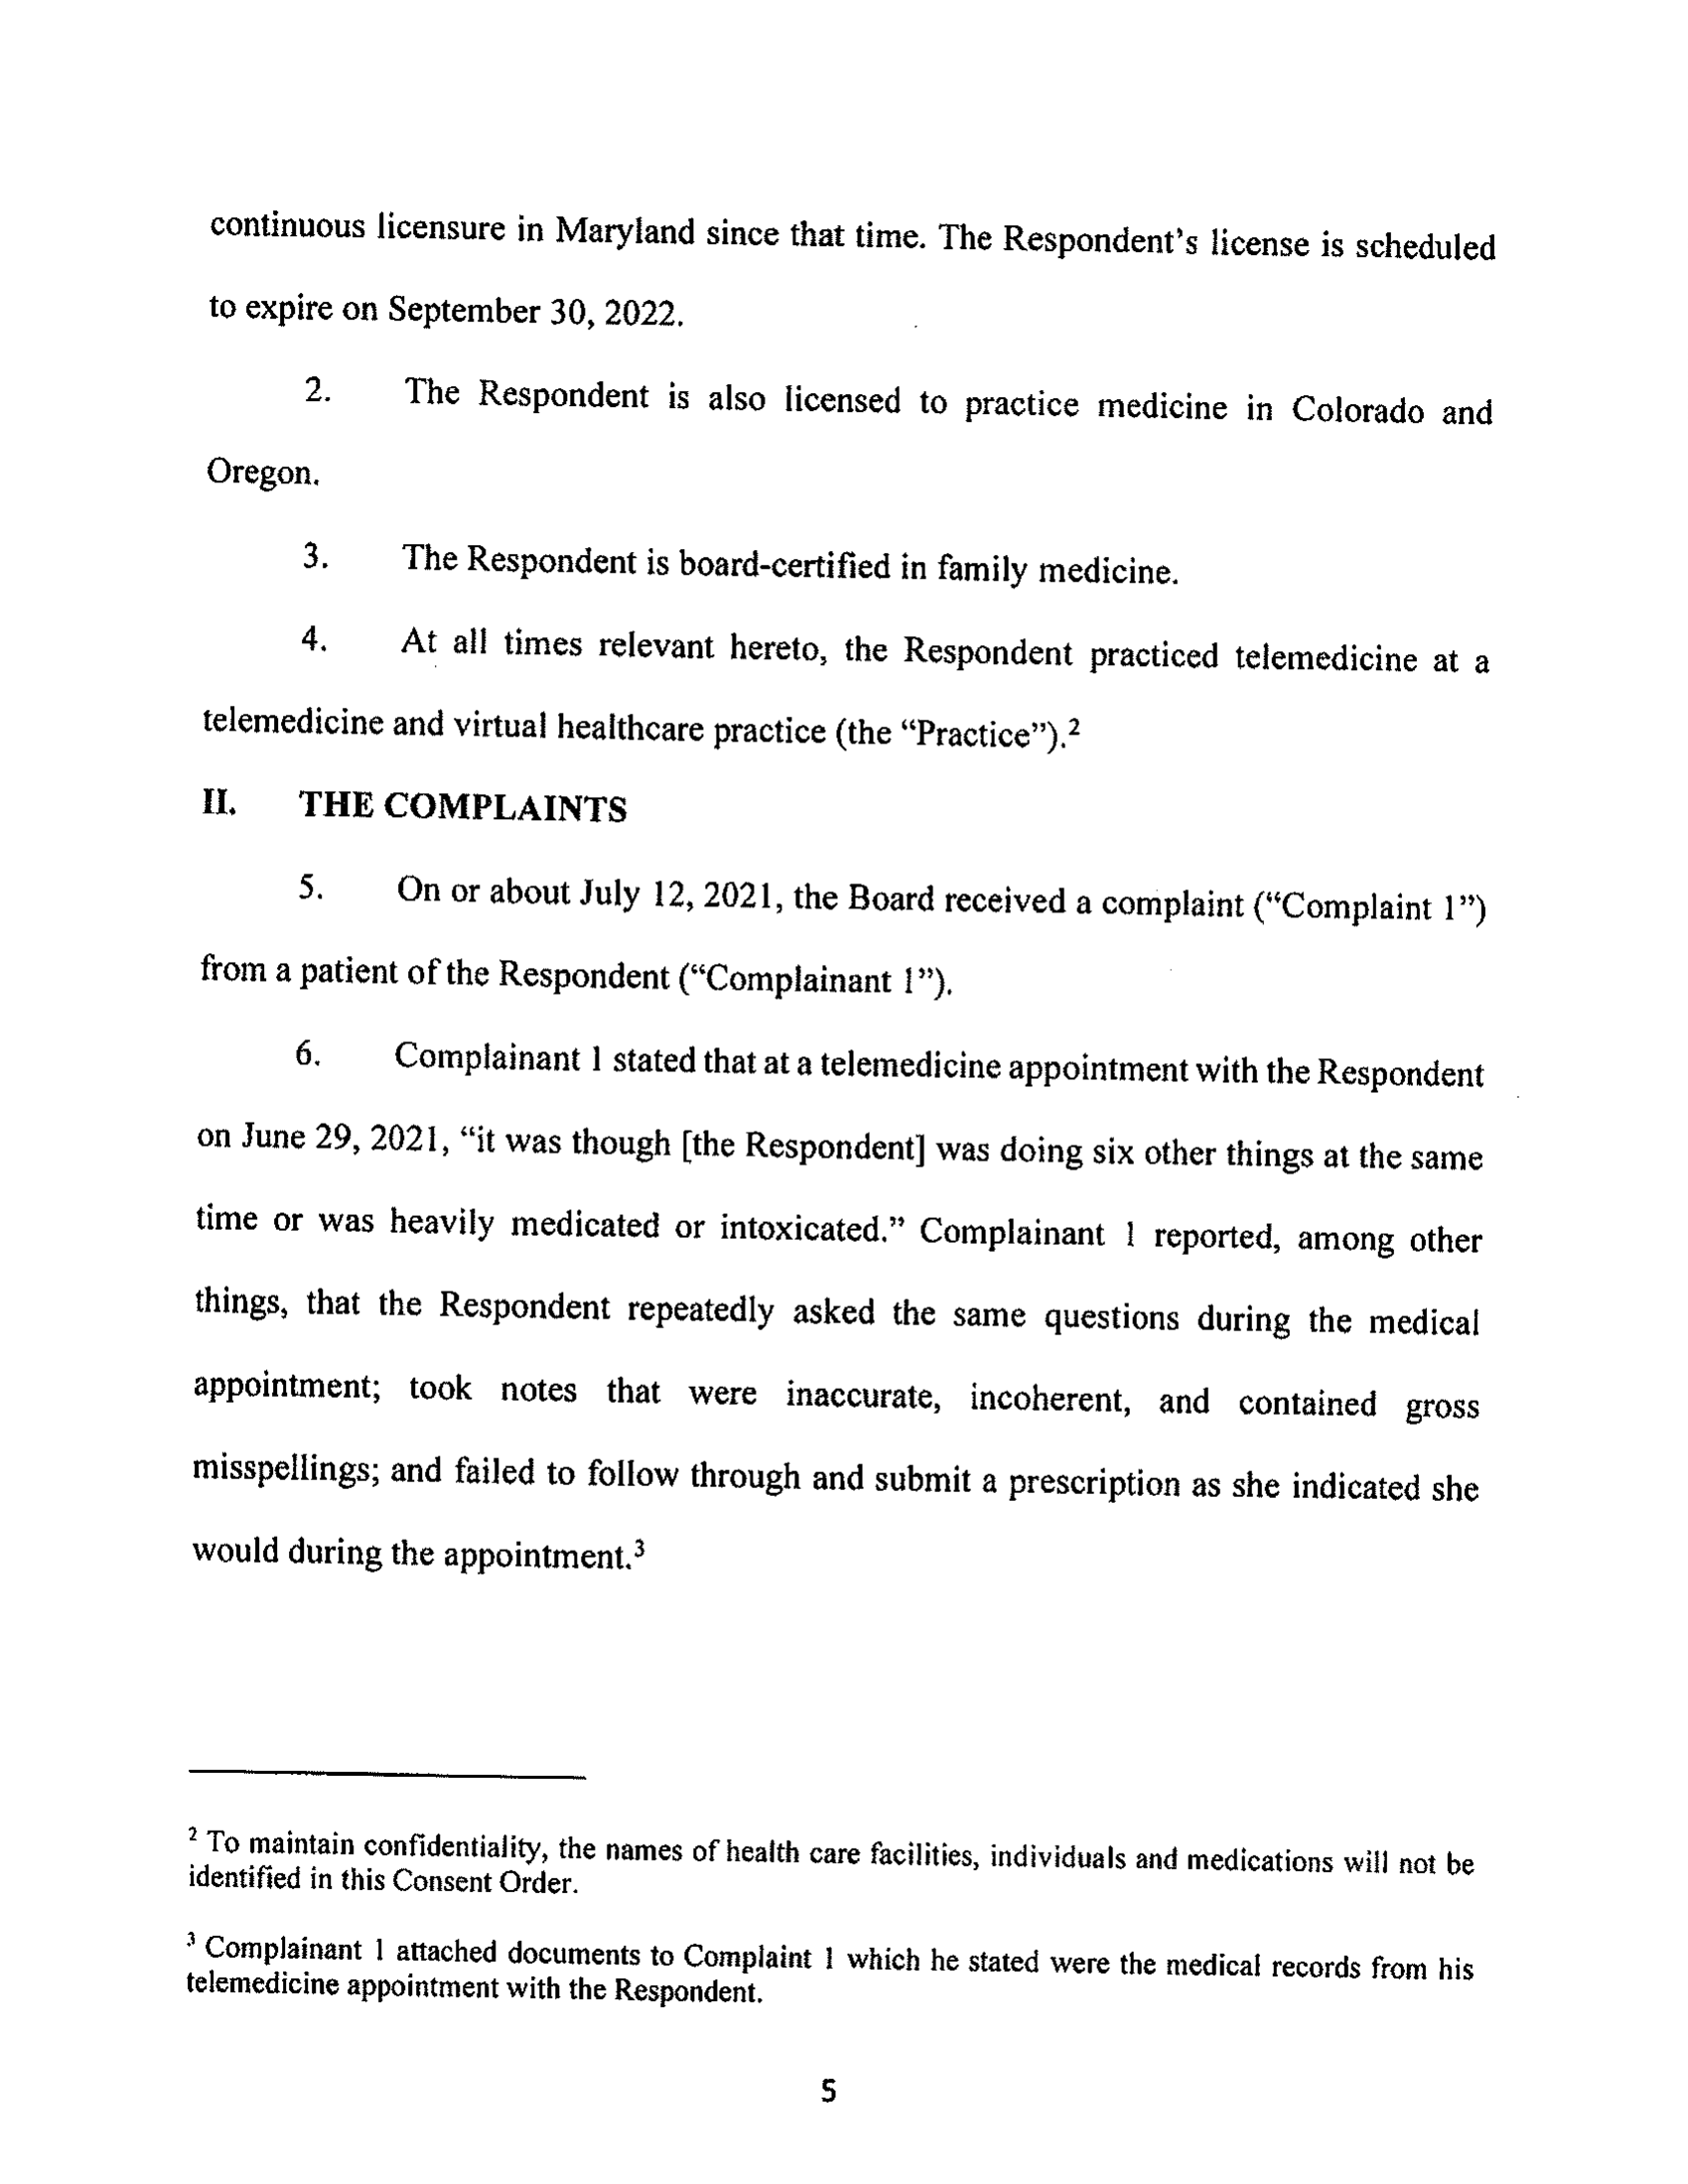 continuous licensure in Maryland since that time. The Respondent's license is scheduled
to expire on September 30, 2022.
2. The Respondent is also licensed to practice medicine in Colorado and
Oregon.
3. The Respondent is board-certified in family medicine.
4. At all times relevant hereto, the Respondent practiced telemedicine at a
telemedicine and virtual healthcare practice (the “Practice”).²
II. THE COMPLAINTS
5. On or about July 12, 2021, the Board received a complaint (“Complaint 1”)
from a patient of the Respondent (“Complainant 1”).
6. Complainant 1 stated that at a telemedicine appointment with the Respondent
on June 29, 2021, “it was though [the Respondent] was doing six other things at the same
time or was heavily medicated or intoxicated.” Complainant 1 reported, among other
things, that the Respondent repeatedly asked the same questions during the medical
appointment; took notes that were inaccurate, incoherent, and contained gross
misspellings; and failed to follow through and submit a prescription as she indicated she
would during the appointment.³
² To maintain confidentiality, the names of health care facilities, individuals and medications will not be
identified in this Consent Order.
³ Complainant 1 attached documents to Complaint 1 which he stated were the medical records from his
telemedicine appointment with the Respondent.
5